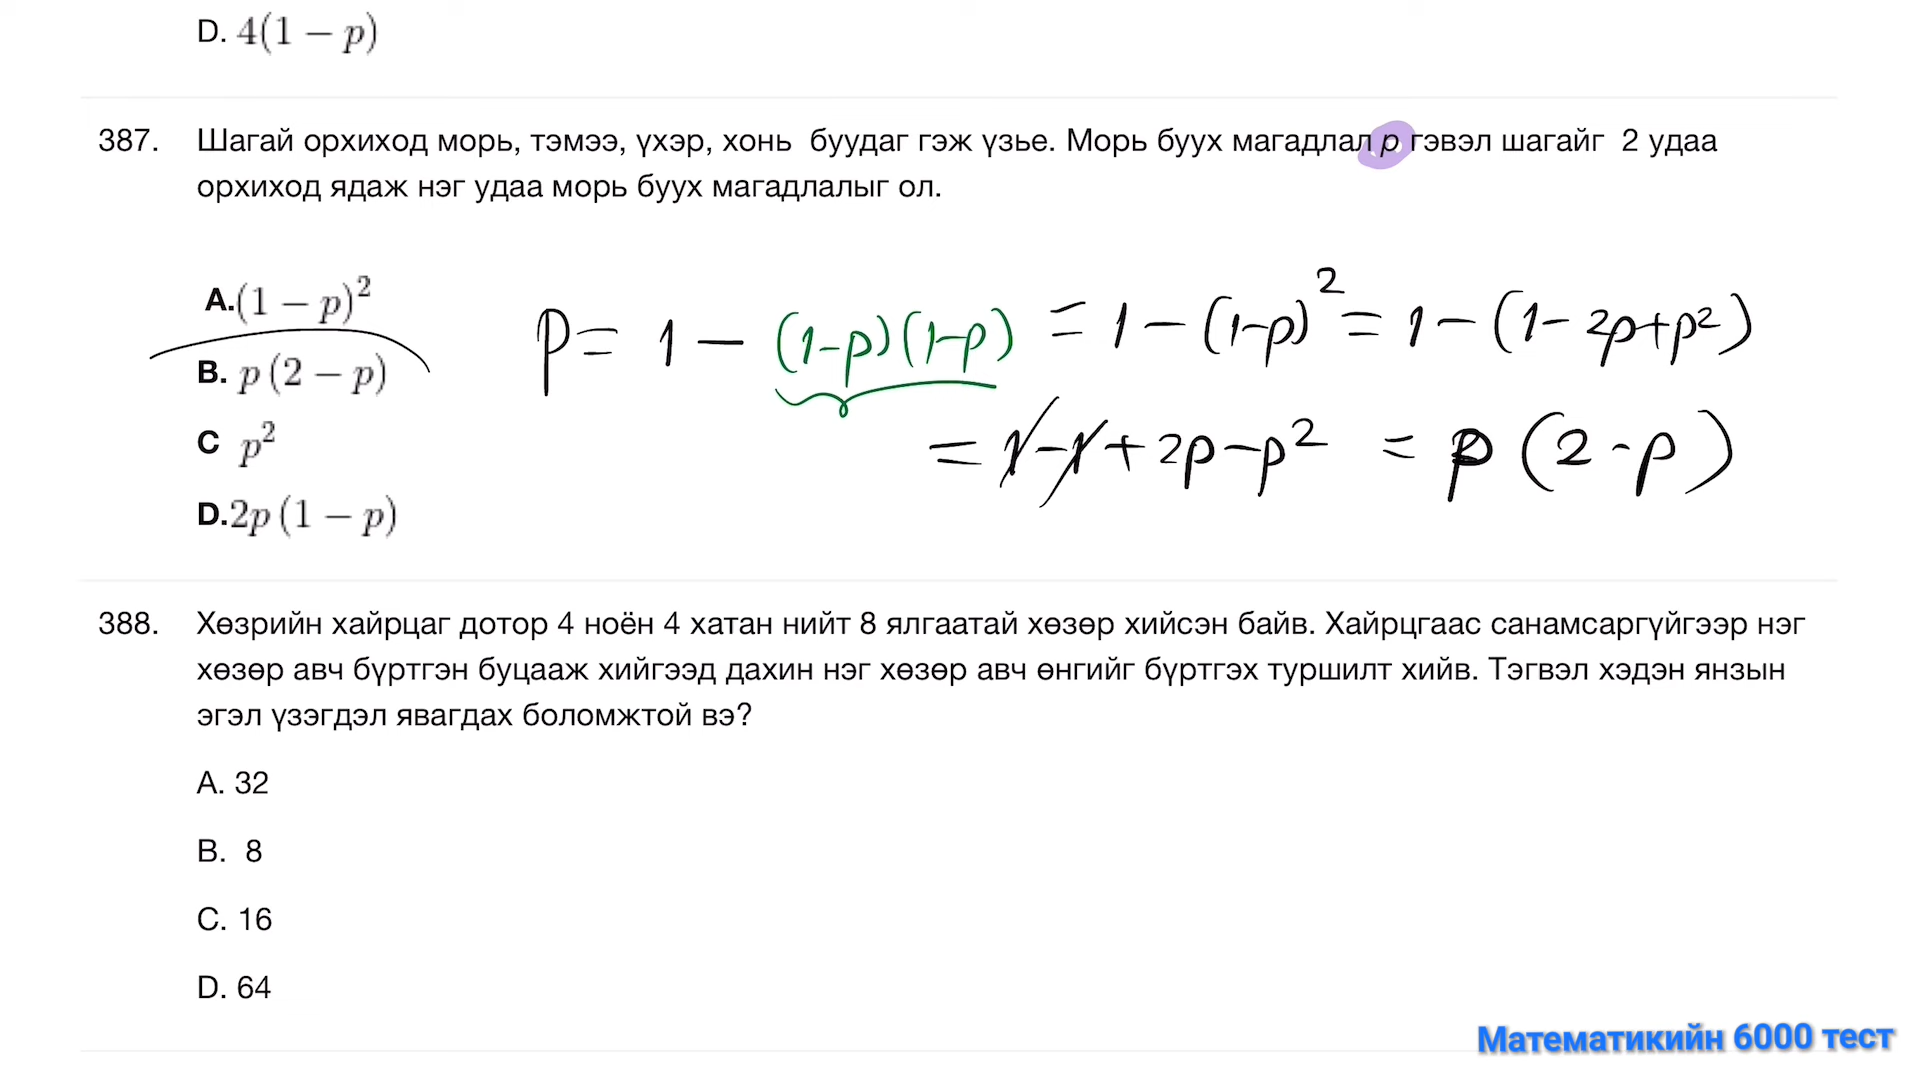 D. 4(1 − p)
387. Шагай орхиход морь, тэмээ, үхэр, хонь буудаг гэж үзье. Морь буух магадлал p гэвэл шагайг 2 удаа
орхиход ядаж нэг удаа морь буух магадлалыг ол.
A.(1 − p)²
B. p (2 − p)
C p²
D.2p (1 − p)
P = 1 − (1-p)(1-p) = 1 − (1-p)² = 1 − (1- 2p+p²)
= 1 − 1 + 2p − p² = p (2 - p)
388. Хөзрийн хайрцаг дотор 4 ноён 4 хатан нийт 8 ялгаатай хөзөр хийсэн байв. Хайрцгаас санамсаргүйгээр нэг
хөзөр авч бүртгэн буцааж хийгээд дахин нэг хөзөр авч өнгийг бүртгэх туршилт хийв. Тэгвэл хэдэн янзын
эгэл үзэгдэл явагдах боломжтой вэ?
A. 32
B. 8
C. 16
D. 64
Математикийн 6000 тест